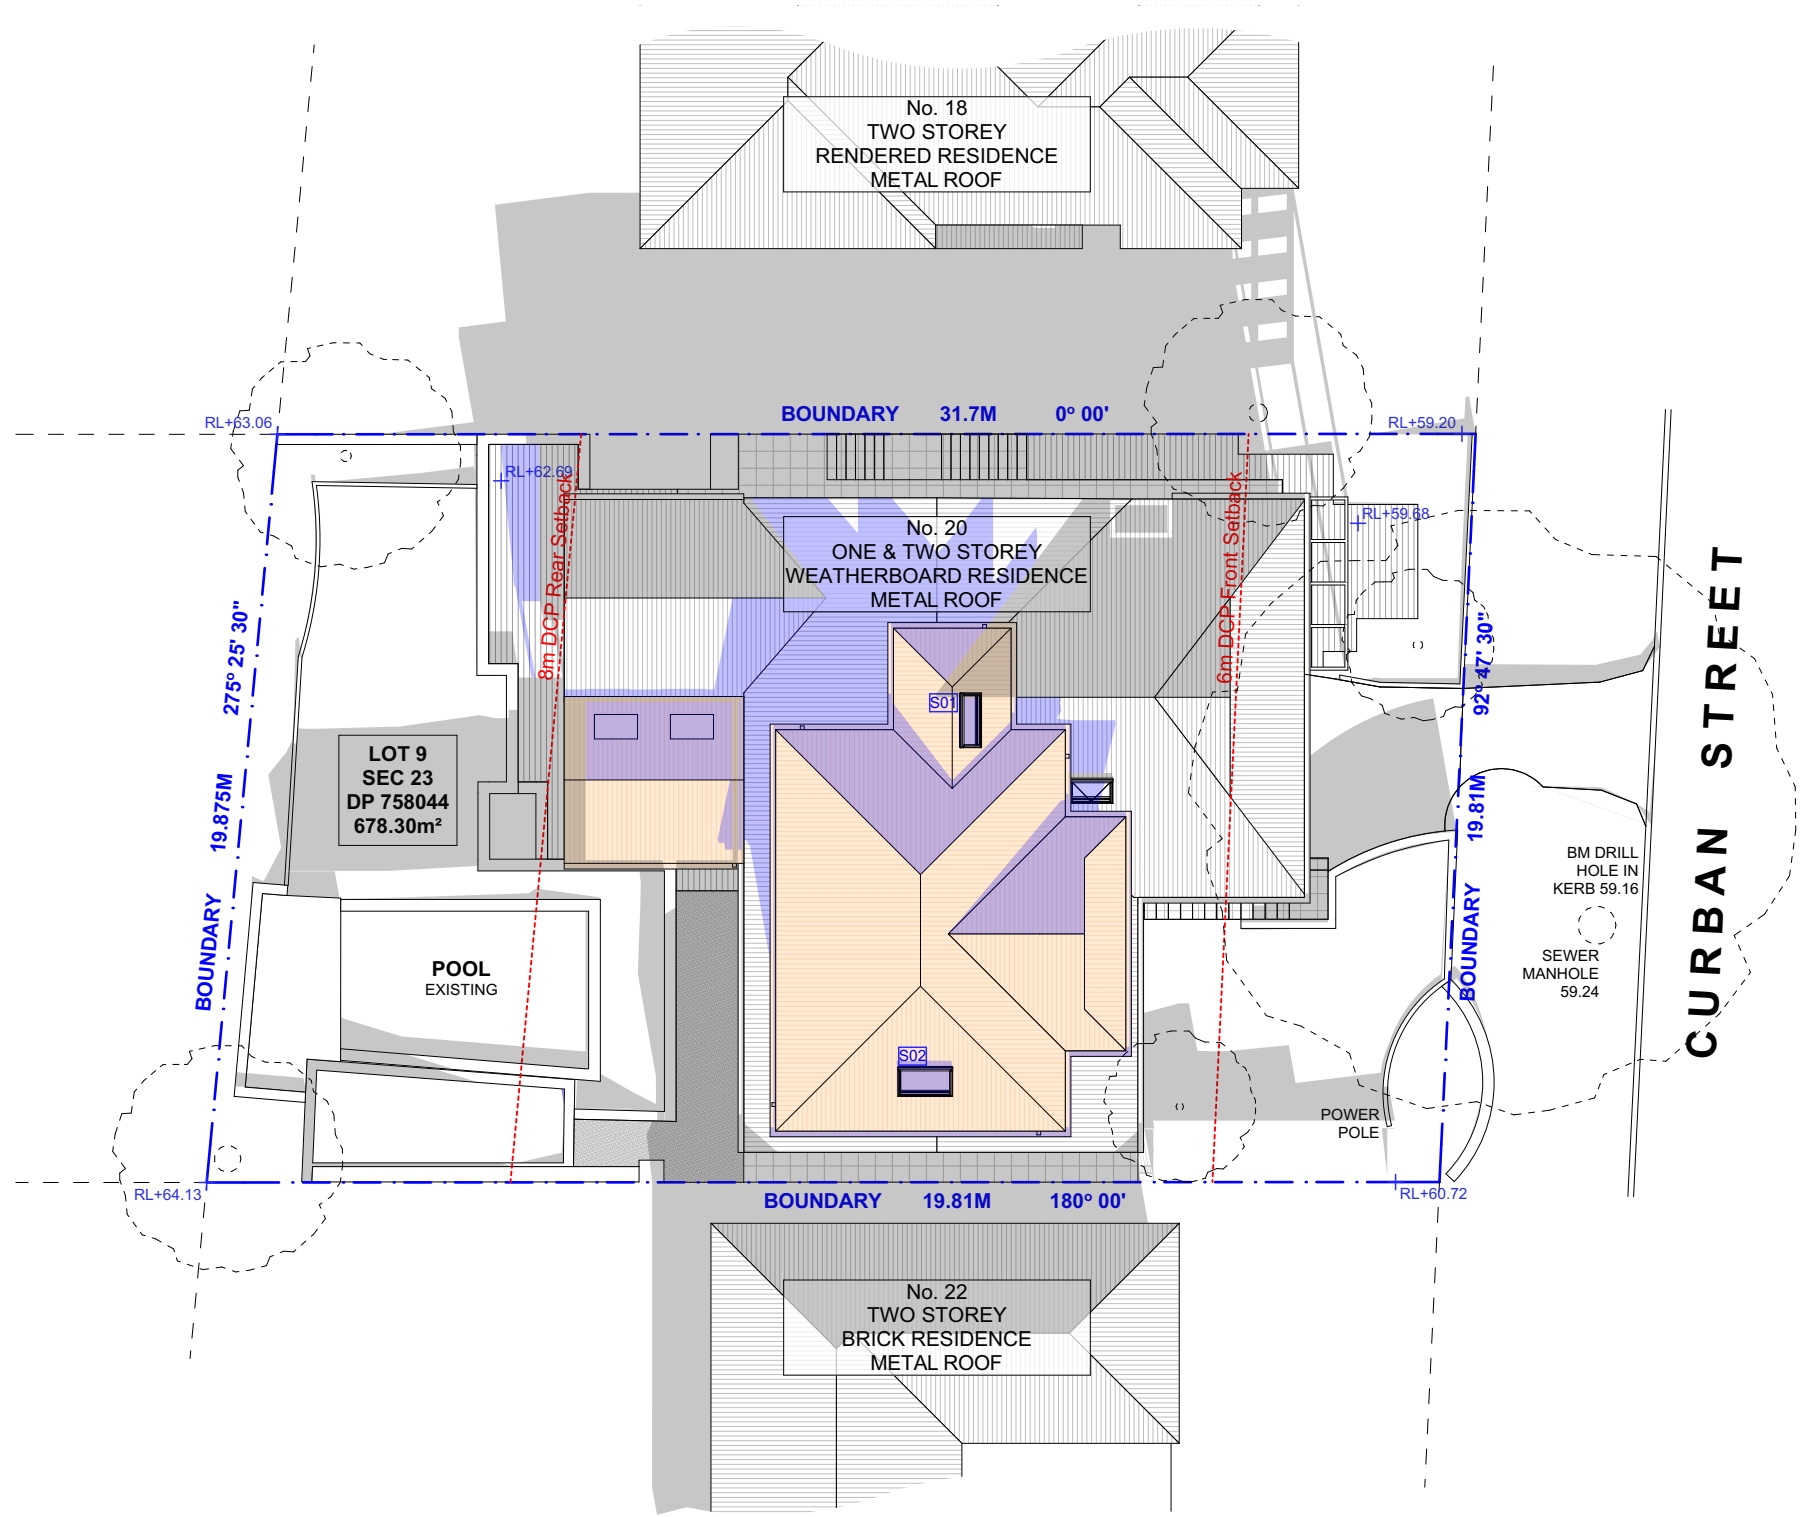 No. 18
TWO STOREY
RENDERED RESIDENCE
METAL ROOF
BOUNDARY 31.7M 0° 00'
RL+63.06
RL+59.20
RL+62.69
RL+59.68
8m DCP Rear Setback
6m DCP Front Setback
No. 20
ONE & TWO STOREY
WEATHERBOARD RESIDENCE
METAL ROOF
S01
S02
BOUNDARY 19.875M 275° 25' 30"
BOUNDARY 19.81M 92° 47' 30"
LOT 9
SEC 23
DP 758044
678.30m²
POOL
EXISTING
BM DRILL
HOLE IN
KERB 59.16
SEWER
MANHOLE
59.24
POWER
POLE
CURBAN STREET
RL+64.13
RL+60.72
BOUNDARY 19.81M 180° 00'
No. 22
TWO STOREY
BRICK RESIDENCE
METAL ROOF